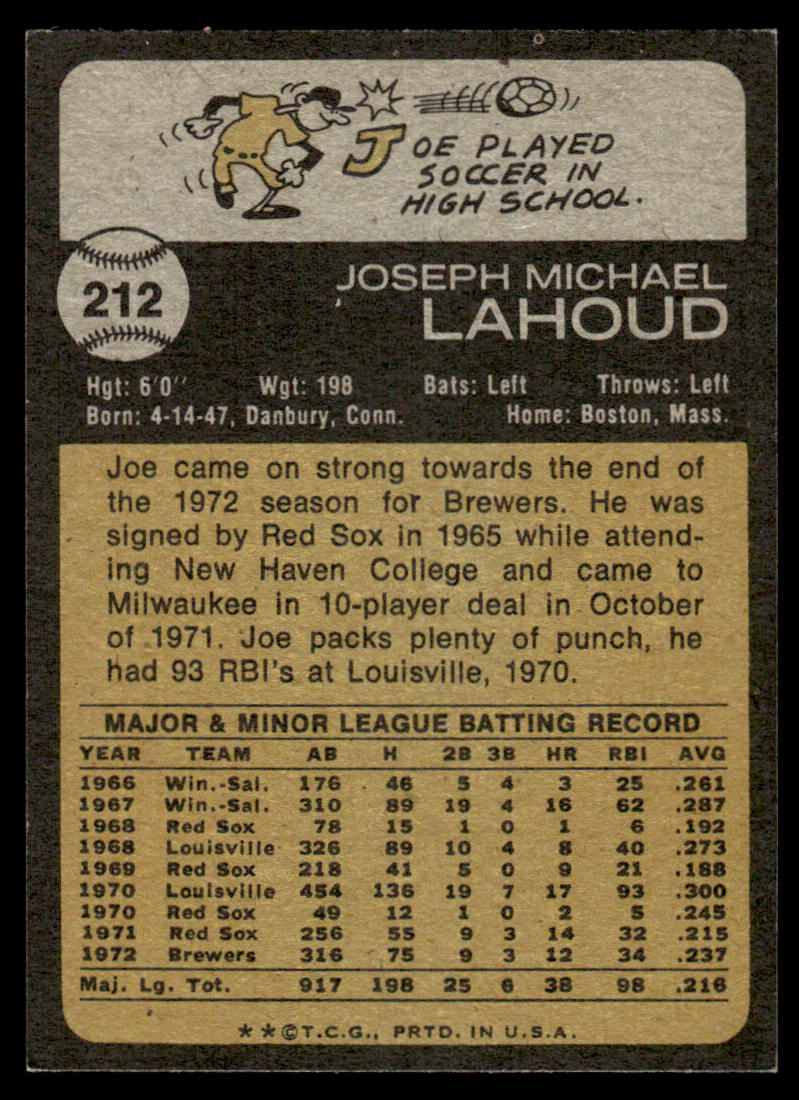 JOE PLAYED
SOCCER IN
HIGH SCHOOL.
212
JOSEPH MICHAEL
LAHOUD
Hgt: 6'0" Wgt: 198 Bats: Left Throws: Left
Born: 4-14-47, Danbury, Conn. Home: Boston, Mass.
Joe came on strong towards the end of
the 1972 season for Brewers. He was
signed by Red Sox in 1965 while attend-
ing New Haven College and came to
Milwaukee in 10-player deal in October
of 1971. Joe packs plenty of punch, he
had 93 RBI's at Louisville, 1970.
MAJOR & MINOR LEAGUE BATTING RECORD
YEAR TEAM AB H 2B 3B HR RBI AVG
1966 Win.-Sal. 176 46 5 4 3 25 .261
1967 Win.-Sal. 310 89 19 4 16 62 .287
1968 Red Sox 78 15 1 0 1 6 .192
1968 Louisville 326 89 10 4 8 40 .273
1969 Red Sox 218 41 5 0 9 21 .188
1970 Louisville 454 136 19 7 17 93 .300
1970 Red Sox 49 12 1 0 2 5 .245
1971 Red Sox 256 55 9 3 14 32 .215
1972 Brewers 316 75 9 3 12 34 .237
Maj. Lg. Tot. 917 198 25 6 38 98 .216
**©T.C.G., PRTD. IN U.S.A.